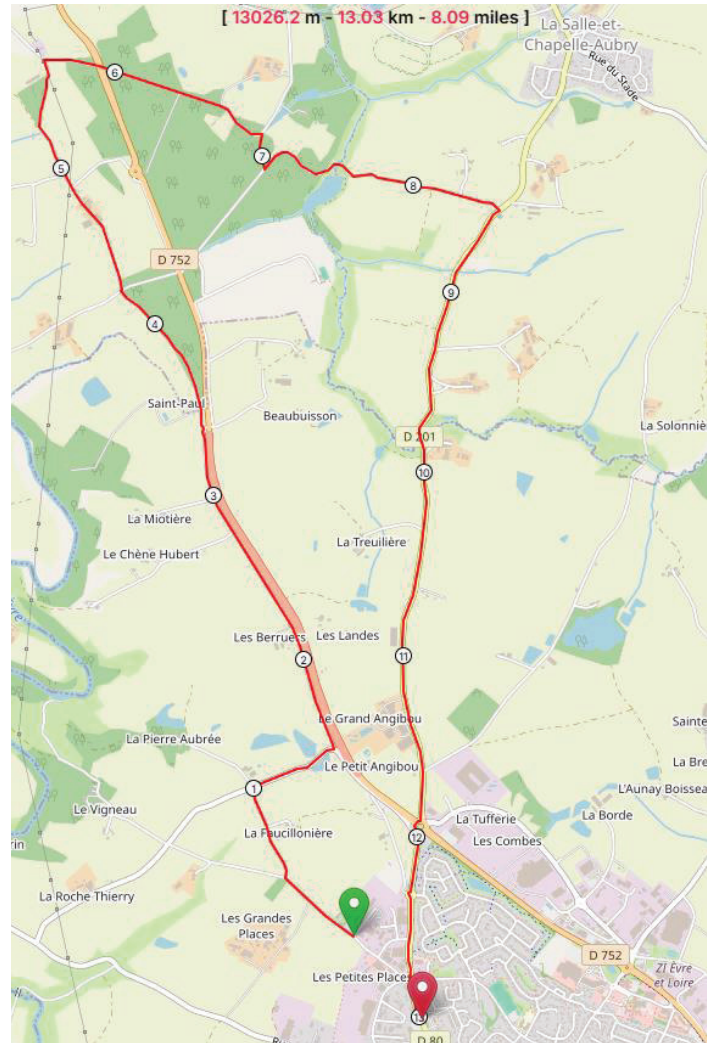 [ 13026.2 m - 13.03 km - 8.09 miles ]
La Salle-et-
Chapelle-Aubry
Rue du Stade
6
7
5
8
D 752
9
4
Saint-Paul
Beaubuisson
D 201
La Solonniè
10
3
La Miotière
La Treuilière
Le Chène Hubert
Les Berruers
Les Landes
11
2
Le Grand Angibou
Sainte
La Pierre Aubrée
Le Petit Angibou
La Bre
1
L'Aunay Boissea
Le Vigneau
La Tufferie
La Borde
La Faucillonière
12
Les Combes
rin
La Roche Thierry
Les Grandes
Places
D 752
Les Petites Places
ZI Èvre
et Loire
13
D 80